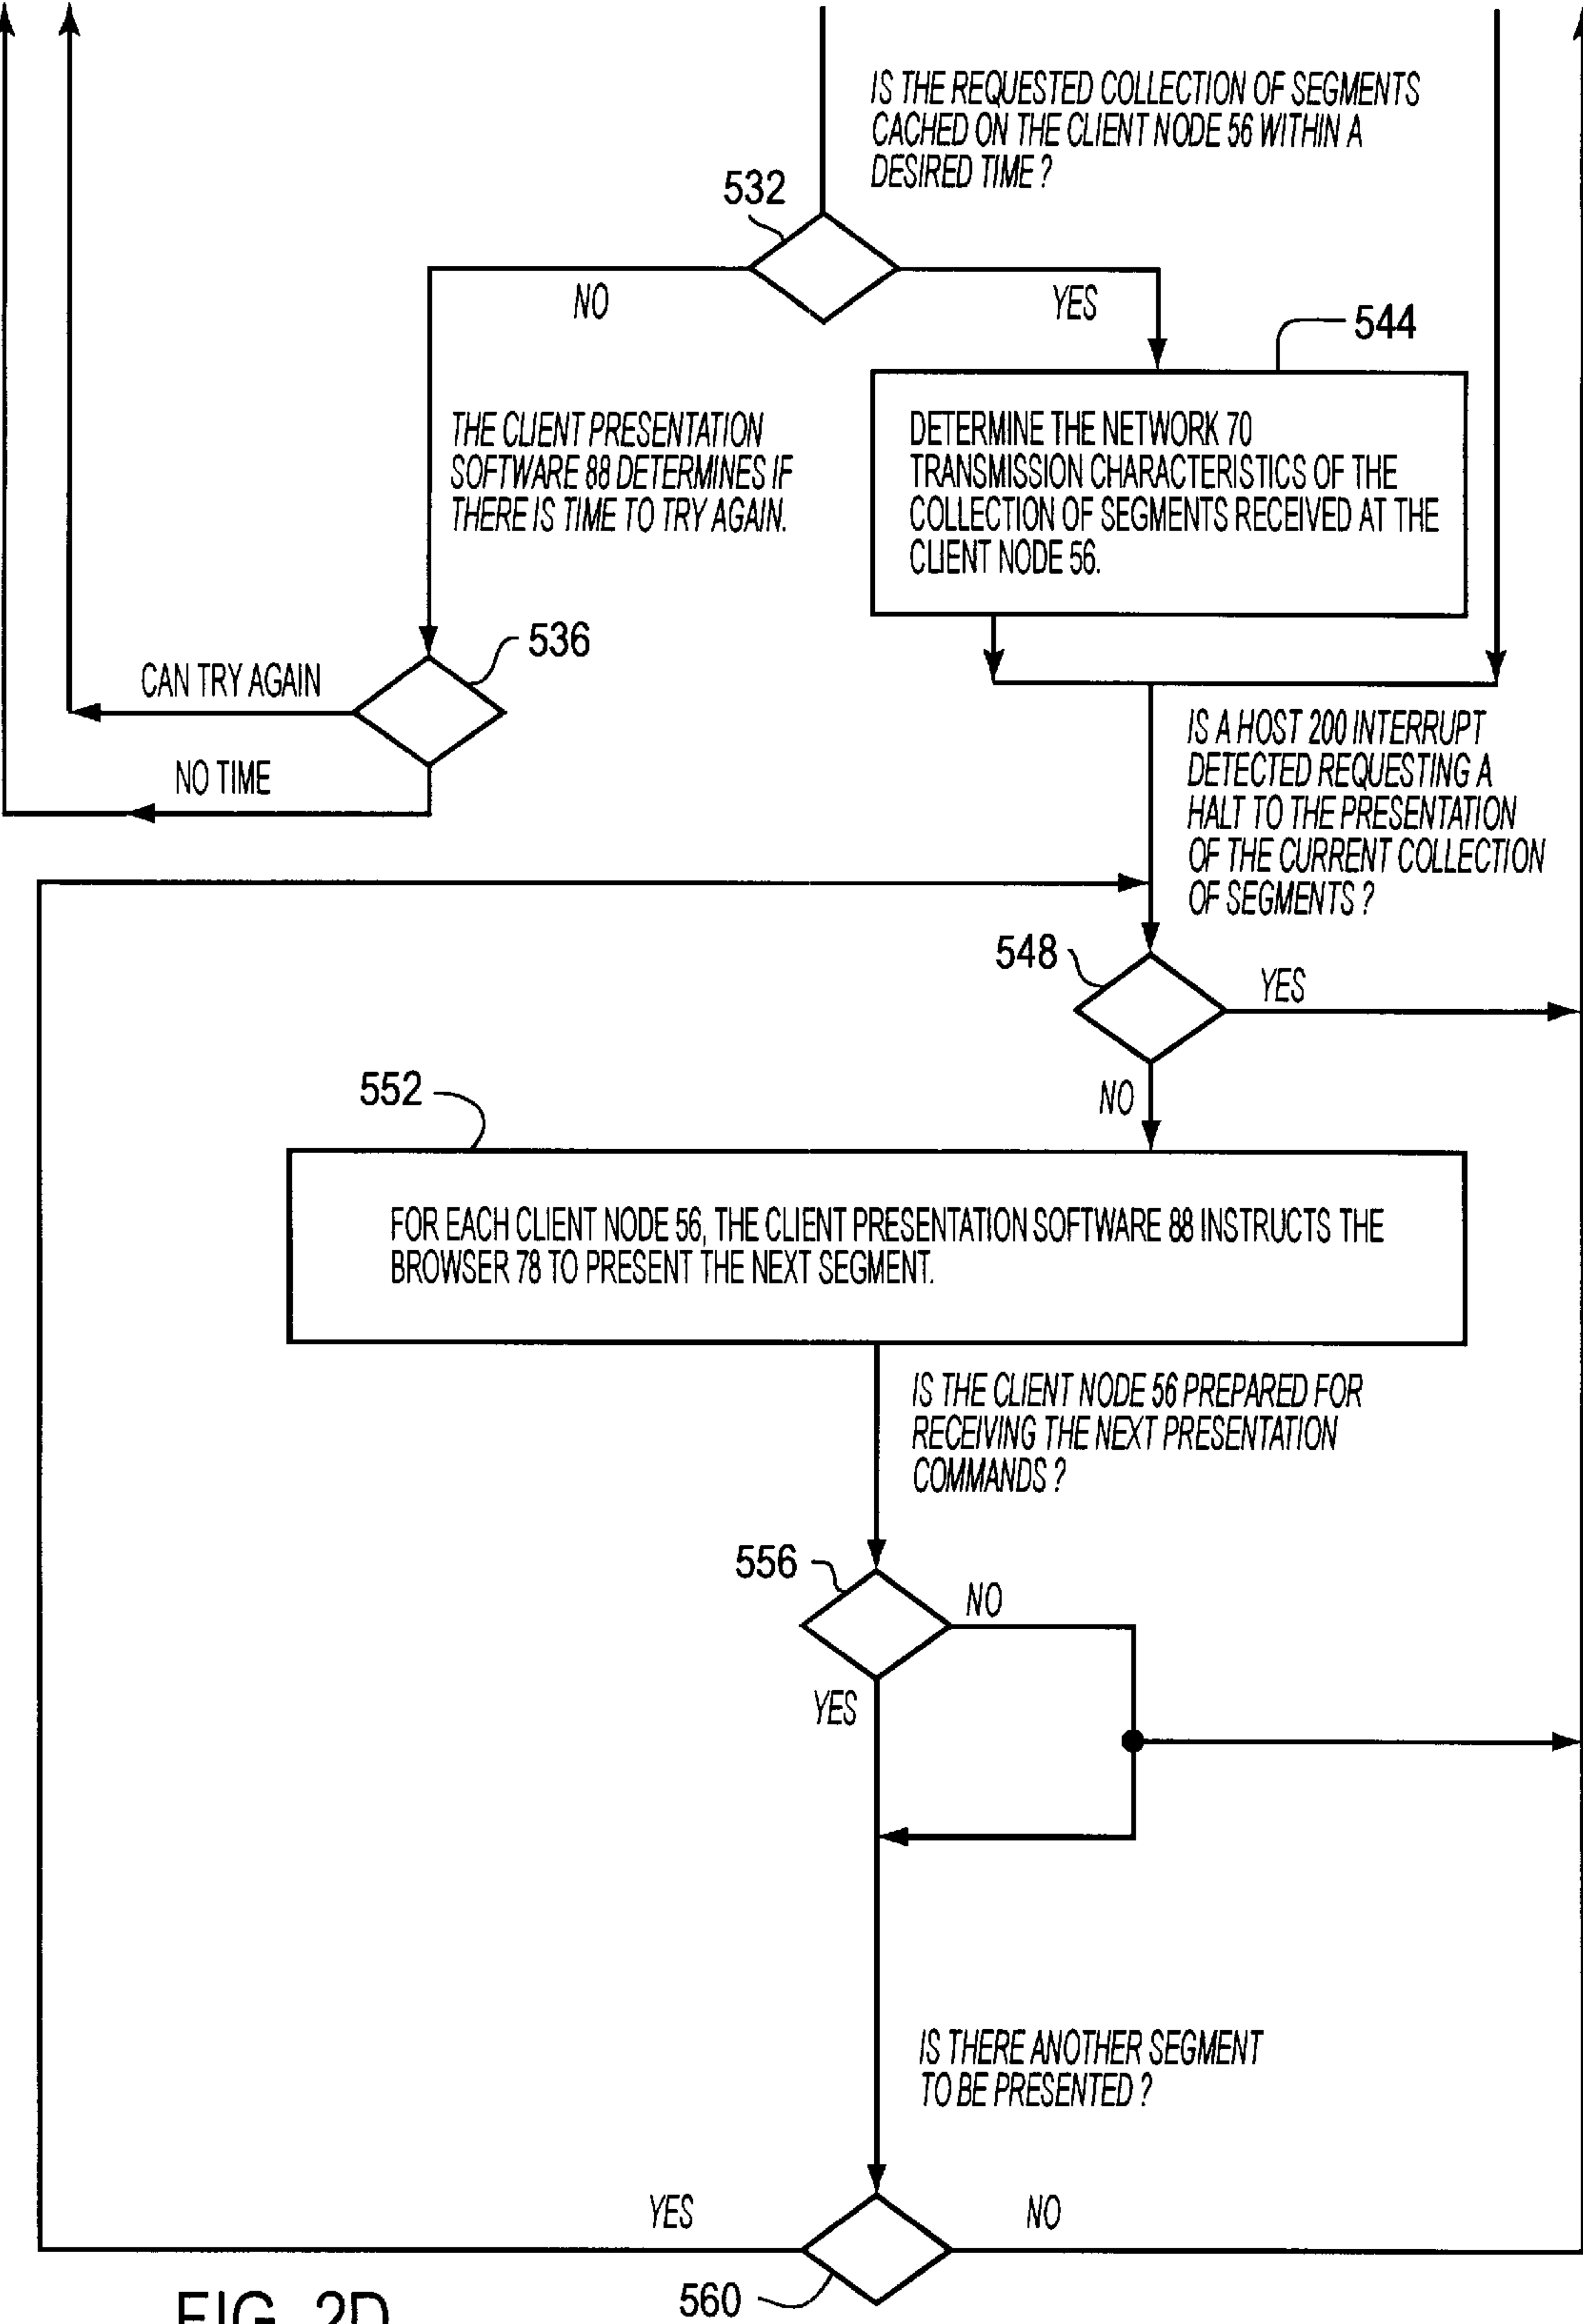 IS THE REQUESTED COLLECTION OF SEGMENTS
CACHED ON THE CLIENT NODE 56 WITHIN A
DESIRED TIME ?
532
NO
YES
544
THE CLIENT PRESENTATION
SOFTWARE 88 DETERMINES IF
THERE IS TIME TO TRY AGAIN.
DETERMINE THE NETWORK 70
TRANSMISSION CHARACTERISTICS OF THE
COLLECTION OF SEGMENTS RECEIVED AT THE
CLIENT NODE 56.
536
CAN TRY AGAIN
NO TIME
IS A HOST 200 INTERRUPT
DETECTED REQUESTING A
HALT TO THE PRESENTATION
OF THE CURRENT COLLECTION
OF SEGMENTS ?
548
YES
NO
552
FOR EACH CLIENT NODE 56, THE CLIENT PRESENTATION SOFTWARE 88 INSTRUCTS THE
BROWSER 78 TO PRESENT THE NEXT SEGMENT.
IS THE CLIENT NODE 56 PREPARED FOR
RECEIVING THE NEXT PRESENTATION
COMMANDS ?
556
NO
YES
IS THERE ANOTHER SEGMENT
TO BE PRESENTED ?
YES
NO
560
FIG. 2D